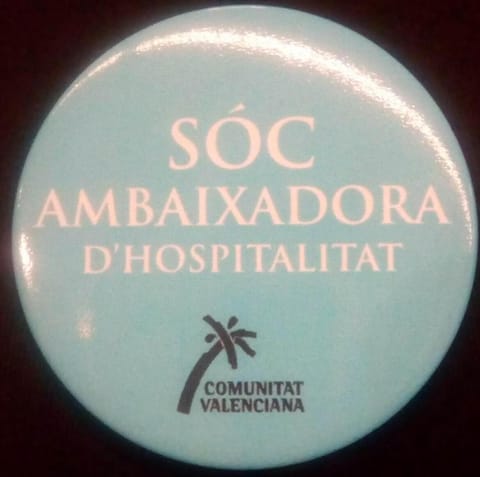 SÓC
AMBAIXADORA
D'HOSPITALITAT
COMUNITAT
VALENCIANA